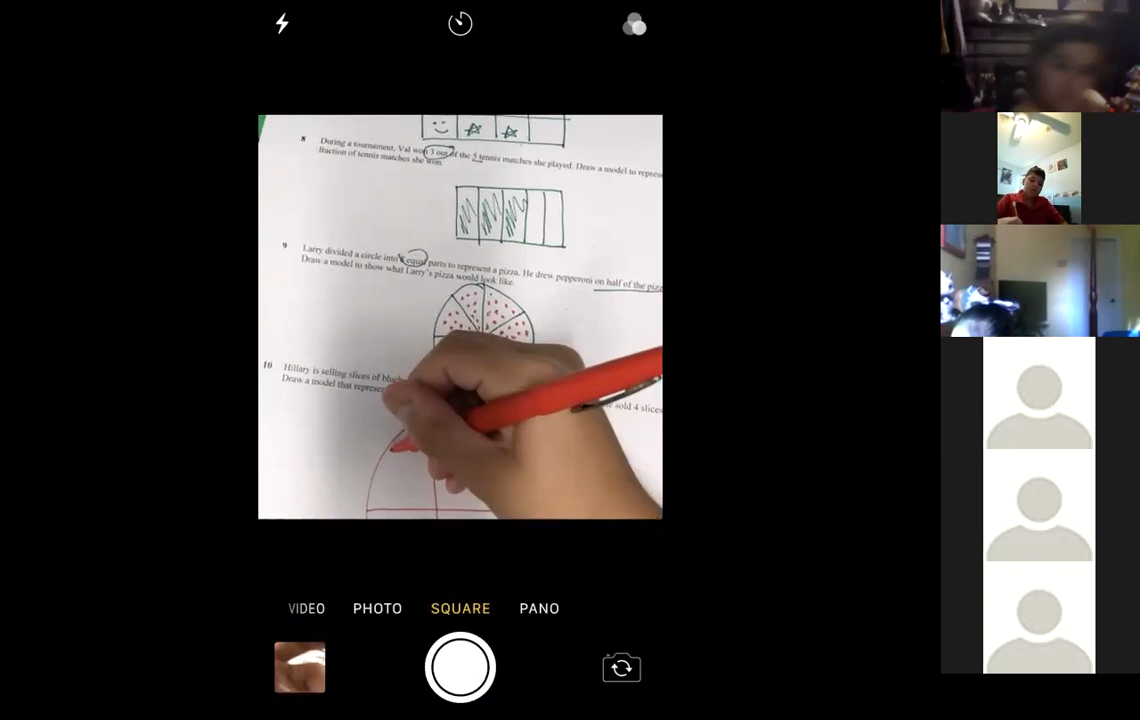 8 During a tournament, Val won 3 out of the 5 tennis matches she played. Draw a model to repres
fraction of tennis matches she won.
9 Larry divided a circle into 8 equal parts to represent a pizza. He drew pepperoni on half of the pizz
Draw a model to show what Larry's pizza would look like.
10 Hillary is selling slices of sold 4 slices
Draw a model that represe
VIDEO PHOTO SQUARE PANO